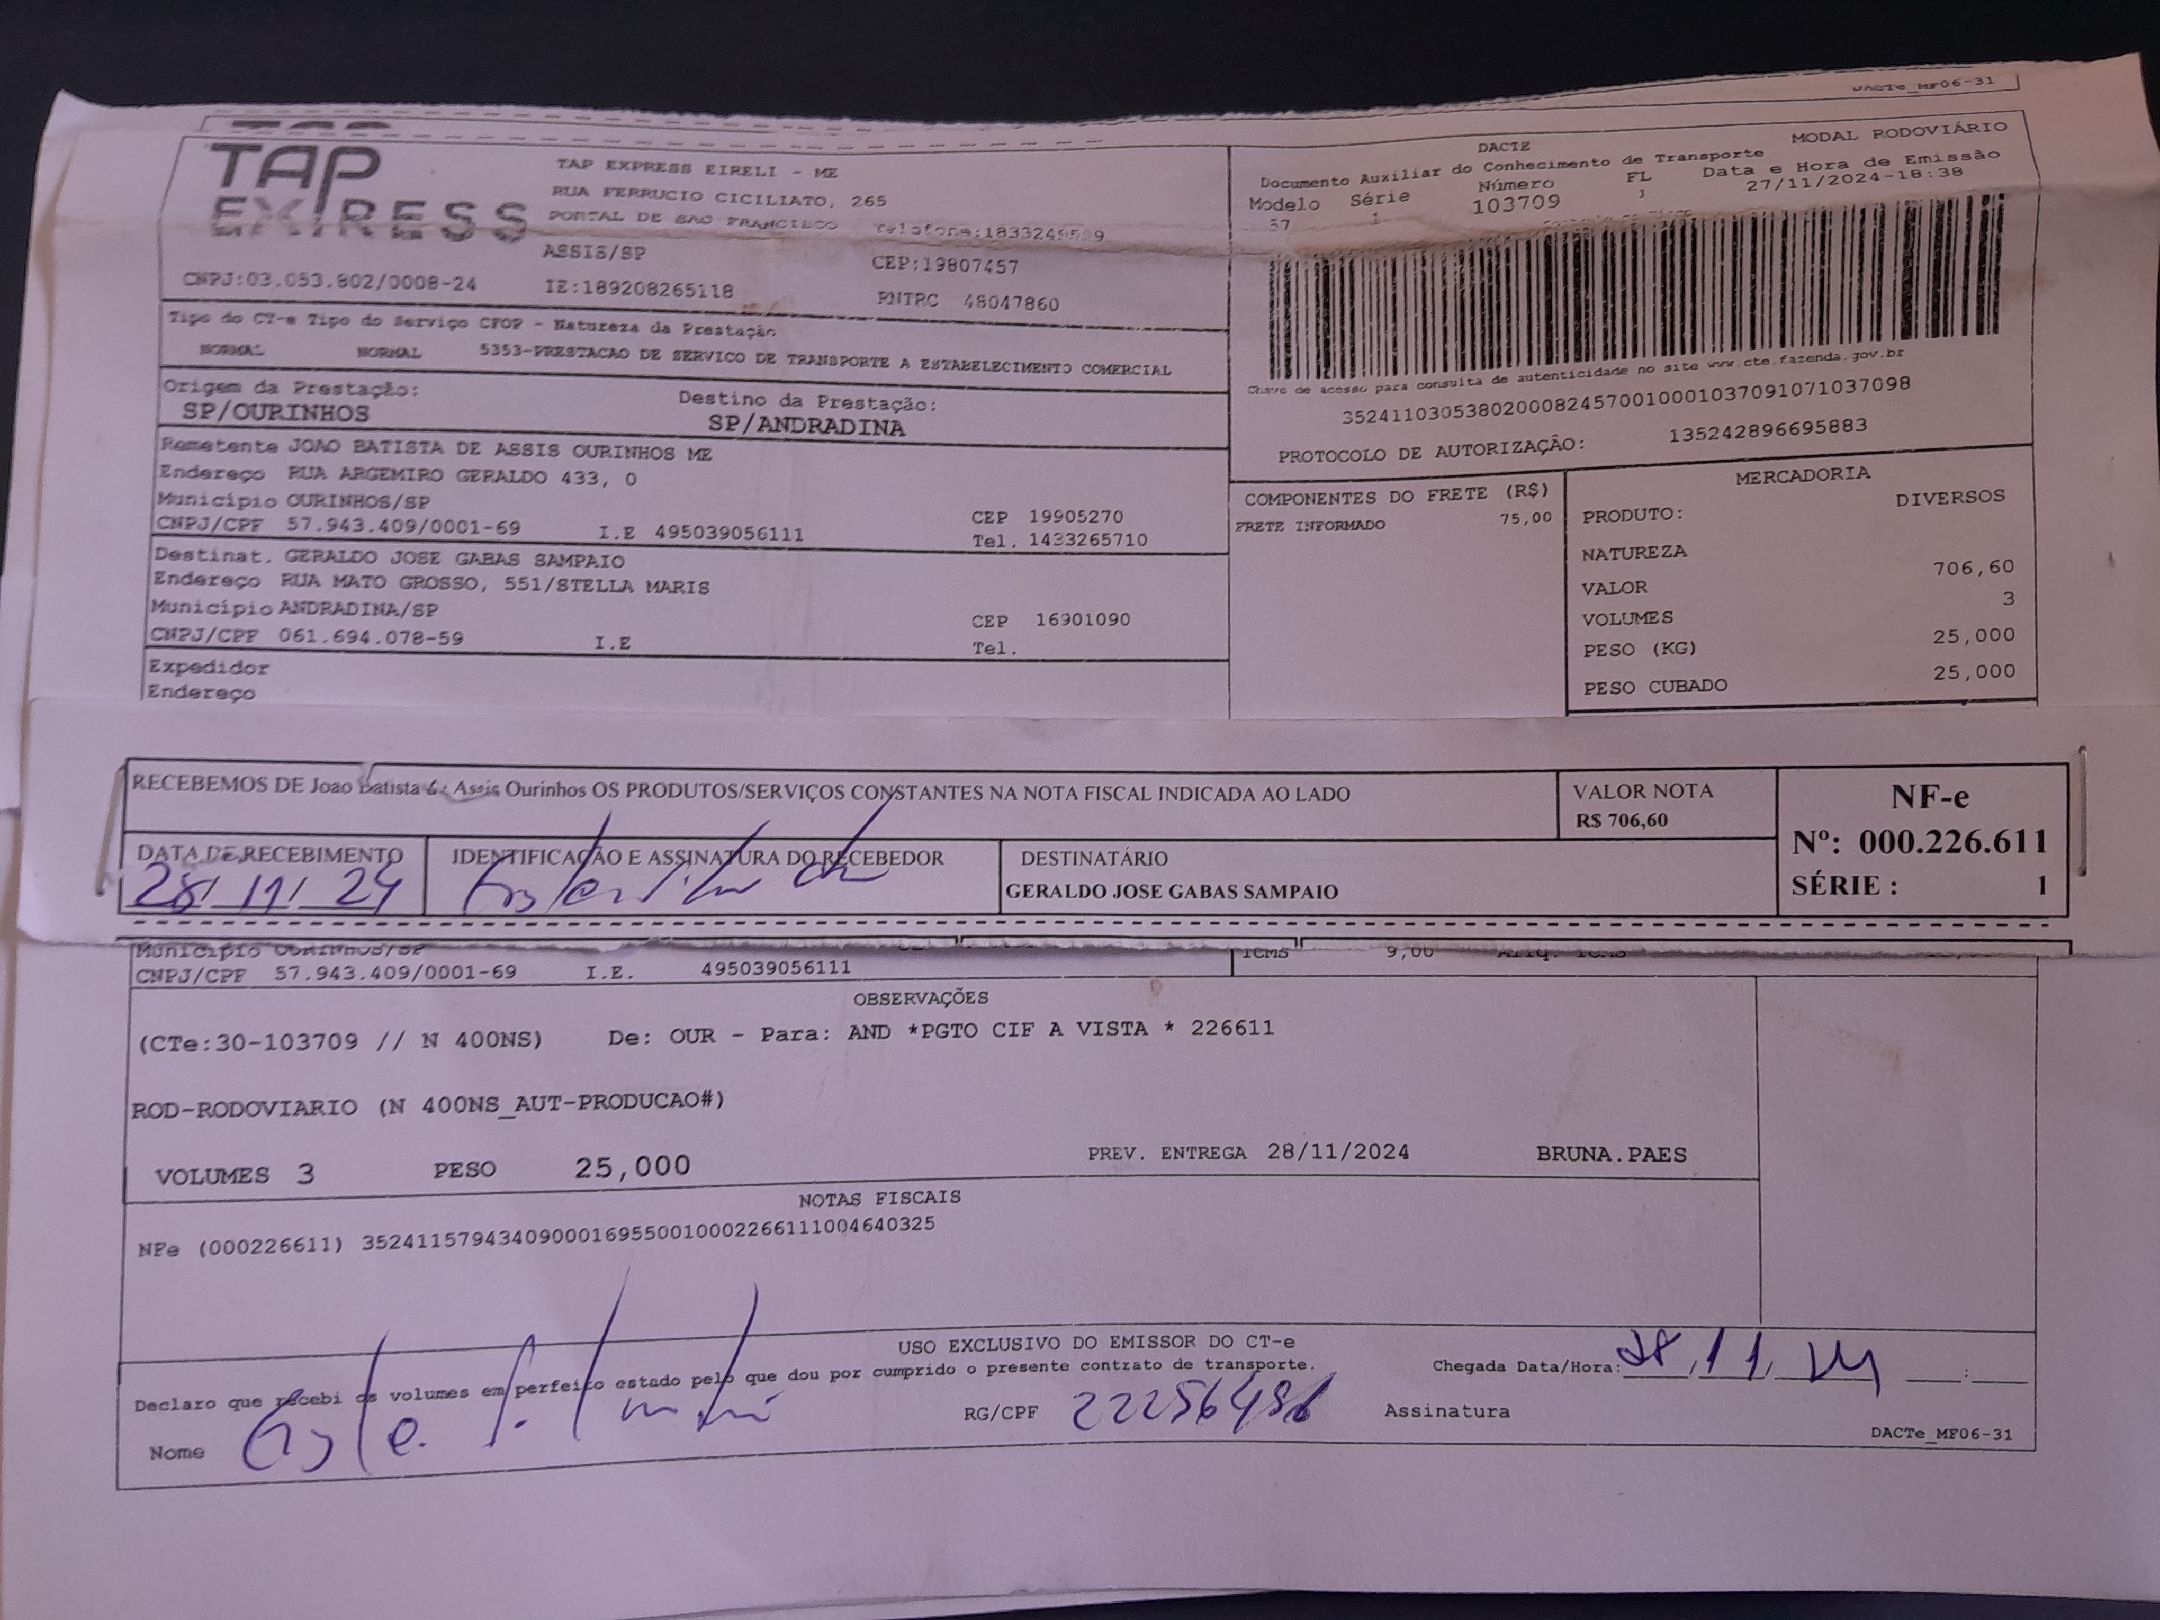 DACTe_MF06-31
TAP EXPRESS
TAP EXPRESS EIRELI - ME
RUA FERRUCIO CICILIATO, 265
PORTAL DE SAO FRANCISCO
ASSIS/SP CEP:19807457
CNPJ:03.053.802/0008-24 IE:189208265118 RNTRC 48047860
DACTE MODAL RODOVIÁRIO
Documento Auxiliar do Conhecimento de Transporte
Modelo Série Número FL Data e Hora de Emissão
57 1 103709 1 27/11/2024-18:38
Tipo do CT-e Tipo do Serviço CFOP - Natureza da Prestação
NORMAL NORMAL 5353-PRESTACAO DE SERVICO DE TRANSPORTE A ESTABELECIMENTO COMERCIAL
Chave de acesso para consulta de autenticidade no site www.cte.fazenda.gov.br
35241103053802000824570010001037091071037098
PROTOCOLO DE AUTORIZAÇÃO: 135242896695883
Origem da Prestação: Destino da Prestação:
SP/OURINHOS SP/ANDRADINA
Remetente JOAO BATISTA DE ASSIS OURINHOS ME
Endereço RUA ARGEMIRO GERALDO 433, 0
Município OURINHOS/SP CEP 19905270
CNPJ/CPF 57.943.409/0001-69 I.E 495039056111 Tel. 1433265710
Destinat. GERALDO JOSE GABAS SAMPAIO
Endereço RUA MATO GROSSO, 551/STELLA MARIS
Município ANDRADINA/SP CEP 16901090
CNPJ/CPF 061.694.078-59 I.E Tel.
Expedidor
Endereço
COMPONENTES DO FRETE (R$)
FRETE INFORMADO 75,00
MERCADORIA
PRODUTO: DIVERSOS
NATUREZA
VALOR 706,60
VOLUMES 3
PESO (KG) 25,000
PESO CUBADO 25,000
RECEBEMOS DE Joao Batista de Assis Ourinhos OS PRODUTOS/SERVIÇOS CONSTANTES NA NOTA FISCAL INDICADA AO LADO
VALOR NOTA
R$ 706,60
NF-e
Nº: 000.226.611
SÉRIE : 1
DATA DE RECEBIMENTO
28/11/24
IDENTIFICAÇÃO E ASSINATURA DO RECEBEDOR
DESTINATÁRIO
GERALDO JOSE GABAS SAMPAIO
Município OURINHOS/SP ICMS 9,00 Alíq. ICMS
CNPJ/CPF 57.943.409/0001-69 I.E. 495039056111
OBSERVAÇÕES
(CTe:30-103709 // N 400NS) De: OUR - Para: AND *PGTO CIF A VISTA * 226611
ROD-RODOVIARIO (N 400NS_AUT-PRODUCAO#)
VOLUMES 3 PESO 25,000 PREV. ENTREGA 28/11/2024 BRUNA.PAES
NOTAS FISCAIS
NFe (000226611) 35241157943409000169550010002266111004640325
USO EXCLUSIVO DO EMISSOR DO CT-e
Declaro que recebi os volumes em perfeito estado pelo que dou por cumprido o presente contrato de transporte.
Chegada Data/Hora: 28/11/24 :
Nome RG/CPF Assinatura
DACTe_MF06-31